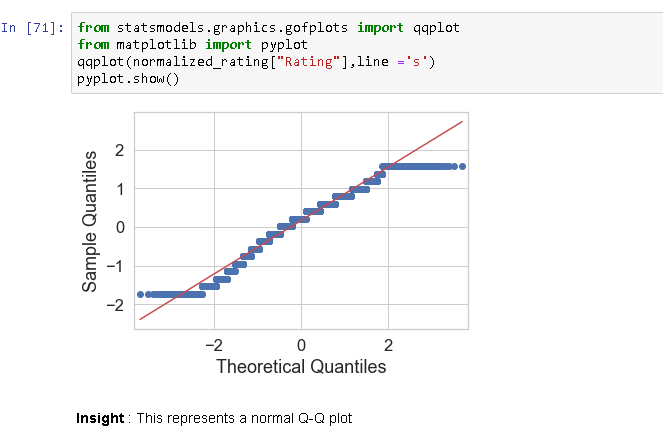 In [71]: from statsmodels.graphics.gofplots import qqplot
from matplotlib import pyplot
qqplot(normalized_rating["Rating"],line ='s')
pyplot.show()
2
1
0
−1
−2
Sample Quantiles
−2 0 2
Theoretical Quantiles
Insight : This represents a normal Q-Q plot